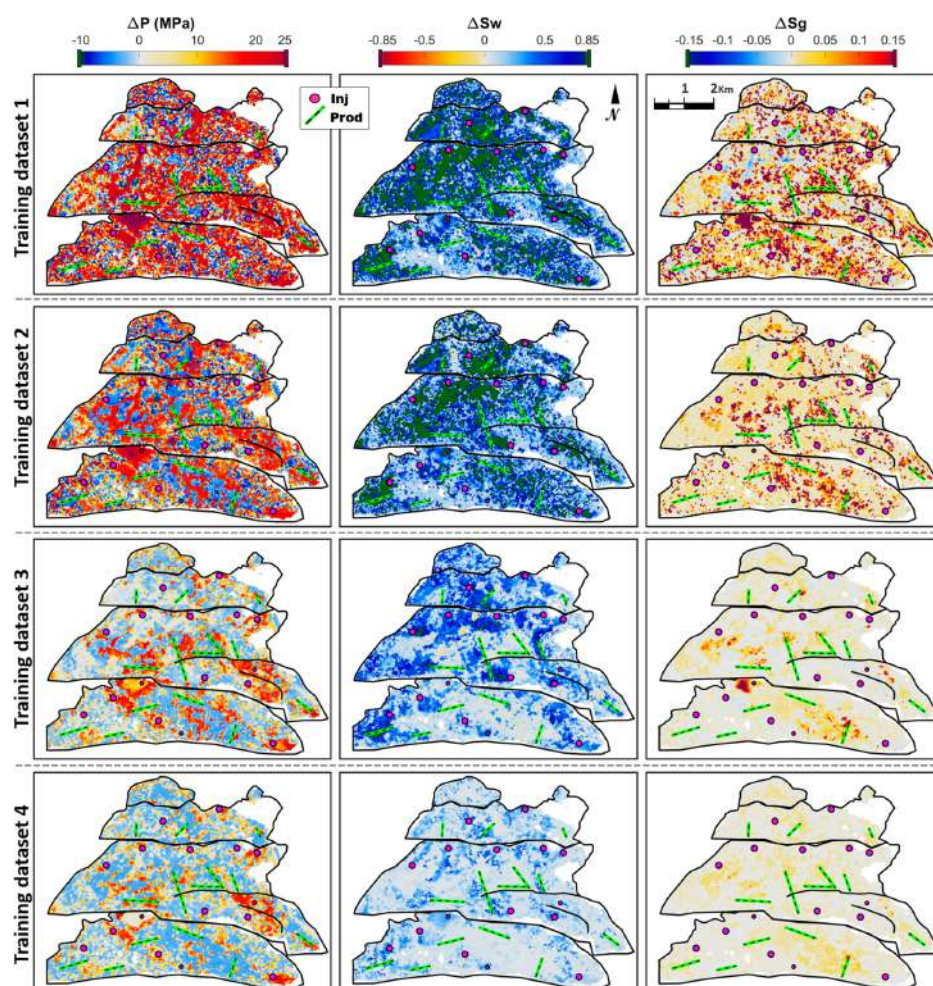 ΔP (MPa)
-10 0 10 20 25
ΔSw
-0.85 -0.5 0 0.5 0.85
ΔSg
-0.15 -0.1 -0.05 0 0.05 0.15
Training dataset 1
Inj
Prod
N
1 2Km
Training dataset 2
Training dataset 3
Training dataset 4